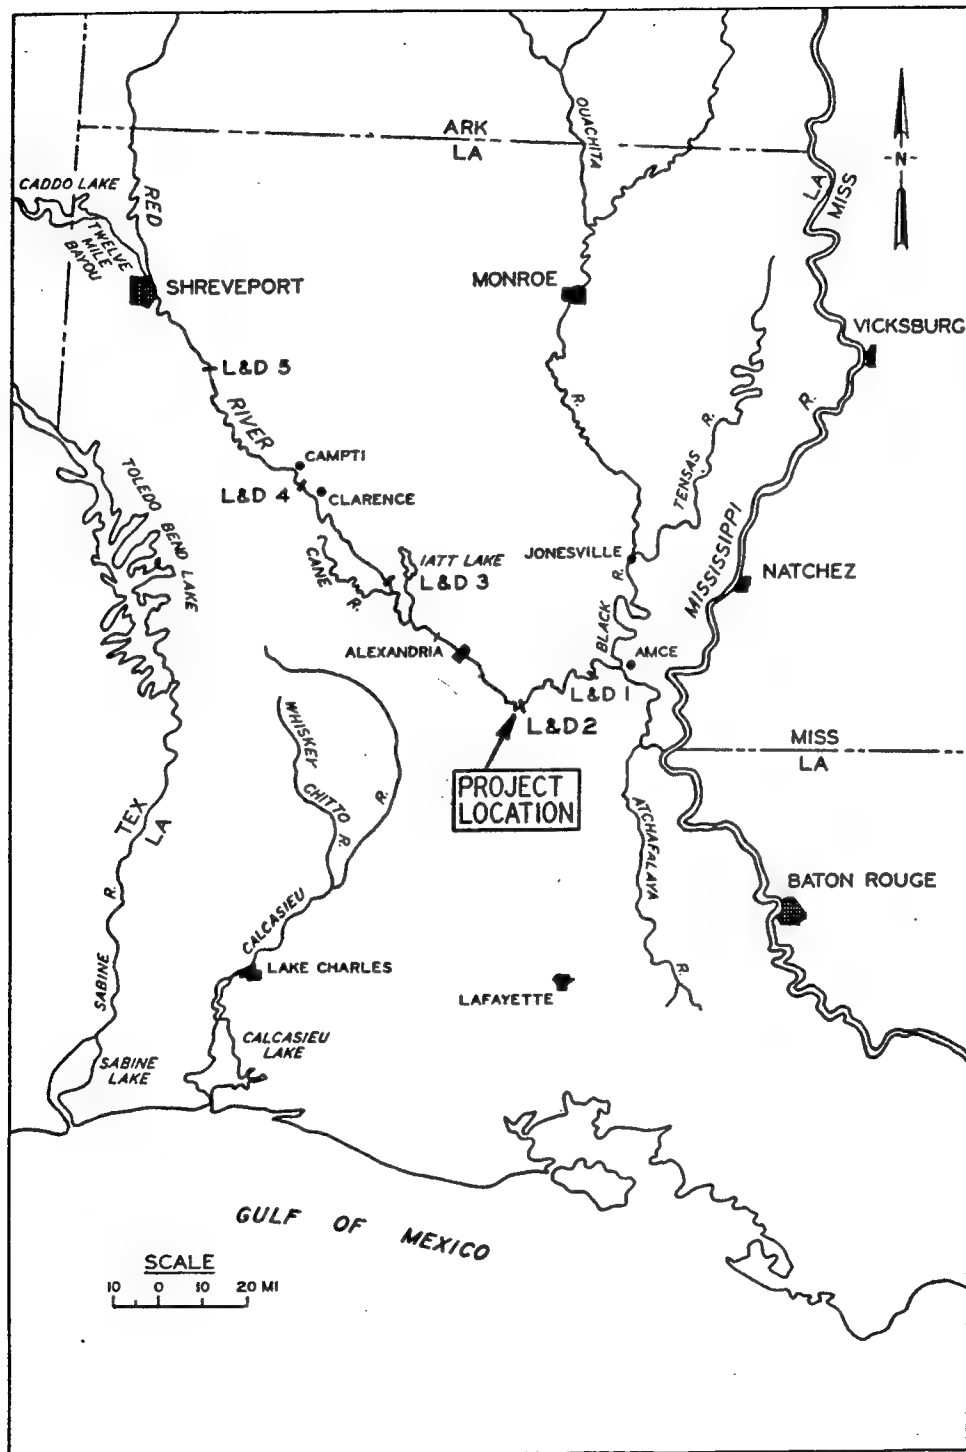 ARK
LA
OUACHITA
-N-
CADDO LAKE
TWELVE
MILE
BAYOU
RED
LA
MISS
SHREVEPORT
MONROE
VICKSBURG
L&D 5
RIVER
R.
R.
R.
CAMPTI
L&D 4
CLARENCE
TENSAS
TOLEDO BEND LAKE
MISSISSIPPI
CANE
R.
IATT LAKE
L&D 3
JONESVILLE
R.
NATCHEZ
BLACK
ALEXANDRIA
AMCE
L&D 1
L&D2
WHISKEY CHITTO R.
R.
MISS
LA
PROJECT
LOCATION
TEX
LA
ATCHAFALAYA
R.
R.
BATON ROUGE
CALCASIEU
SABINE
LAKE CHARLES
LAFAYETTE
CALCASIEU
LAKE
SABINE
LAKE
GULF OF MEXICO
SCALE
10 0 10 20 MI